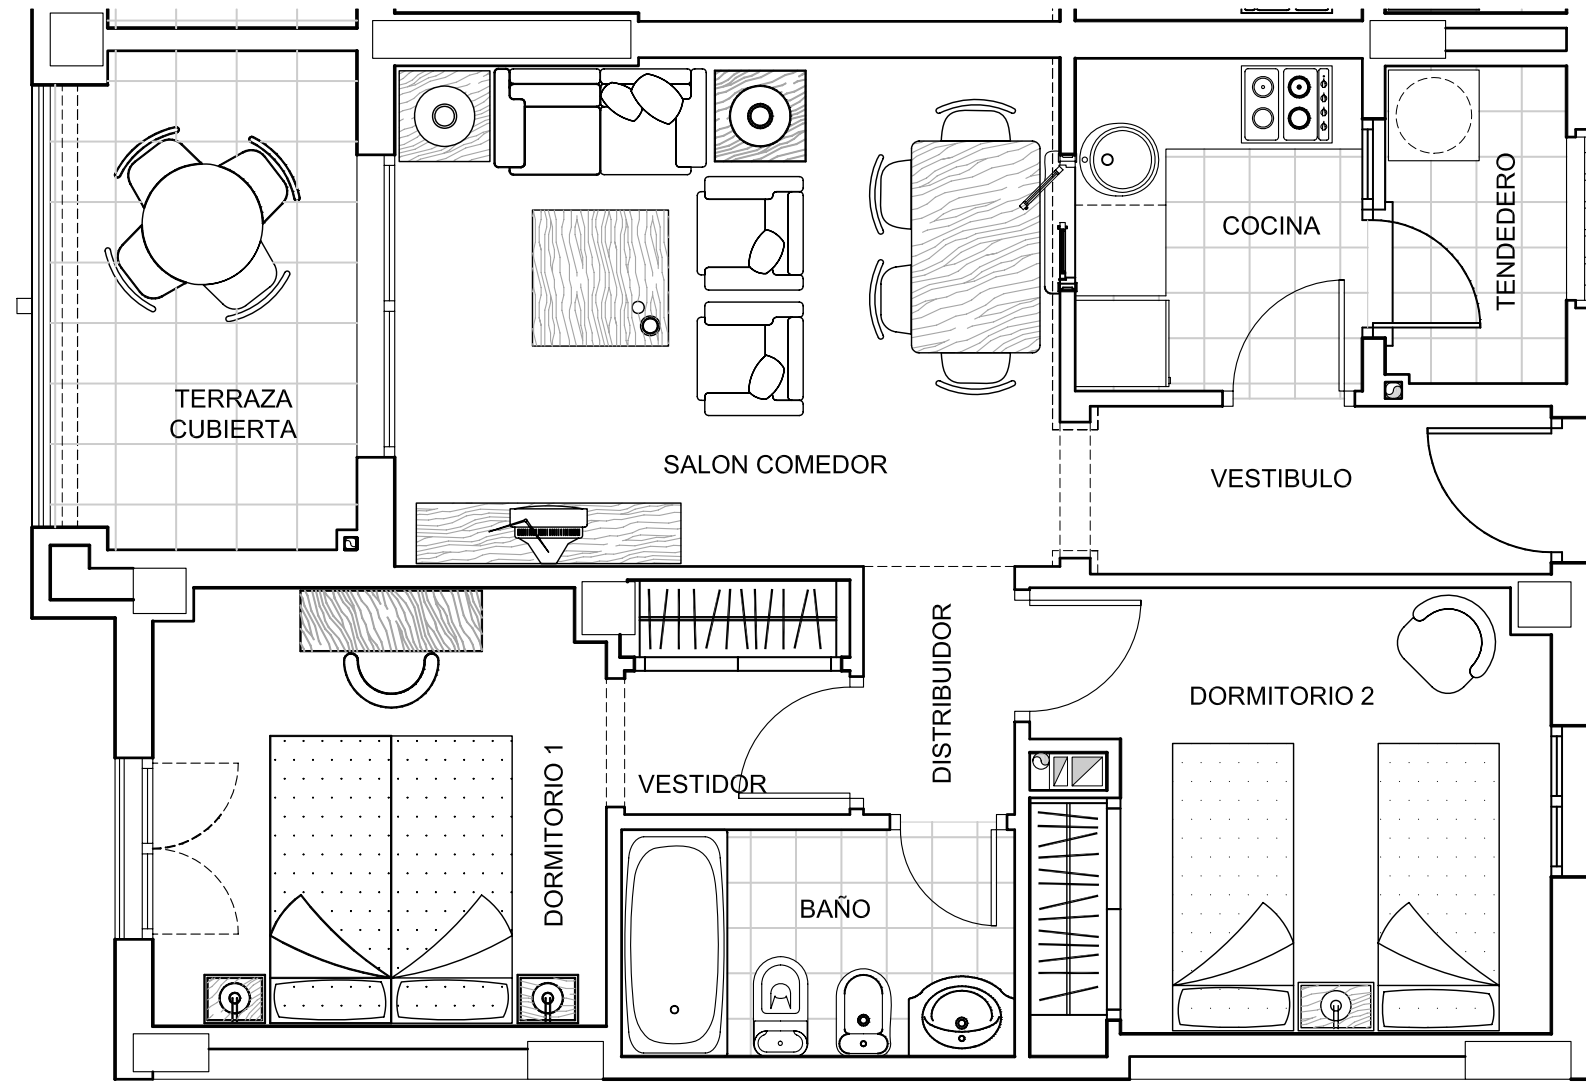 COCINA
TENDEDERO
TERRAZA
CUBIERTA
SALON COMEDOR
VESTIBULO
DISTRIBUIDOR
DORMITORIO 2
DORMITORIO 1
VESTIDOR
BAÑO